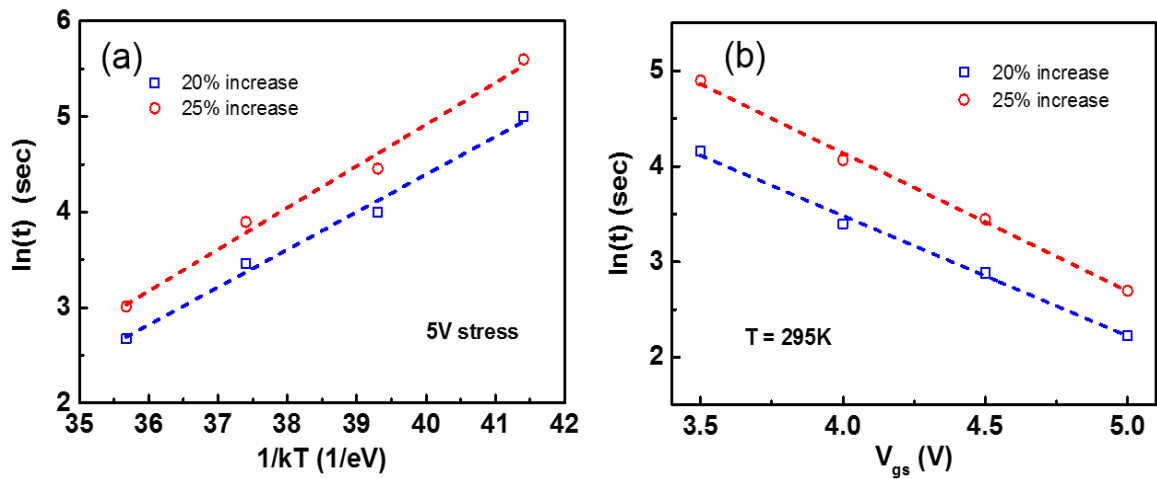 (a)
20% increase
25% increase
5V stress
ln(t) (sec)
6
5
4
3
2
35 36 37 38 39 40 41 42
1/kT (1/eV)
(b)
20% increase
25% increase
T = 295K
ln(t) (sec)
5
4
3
2
3.5 4.0 4.5 5.0
Vgs (V)